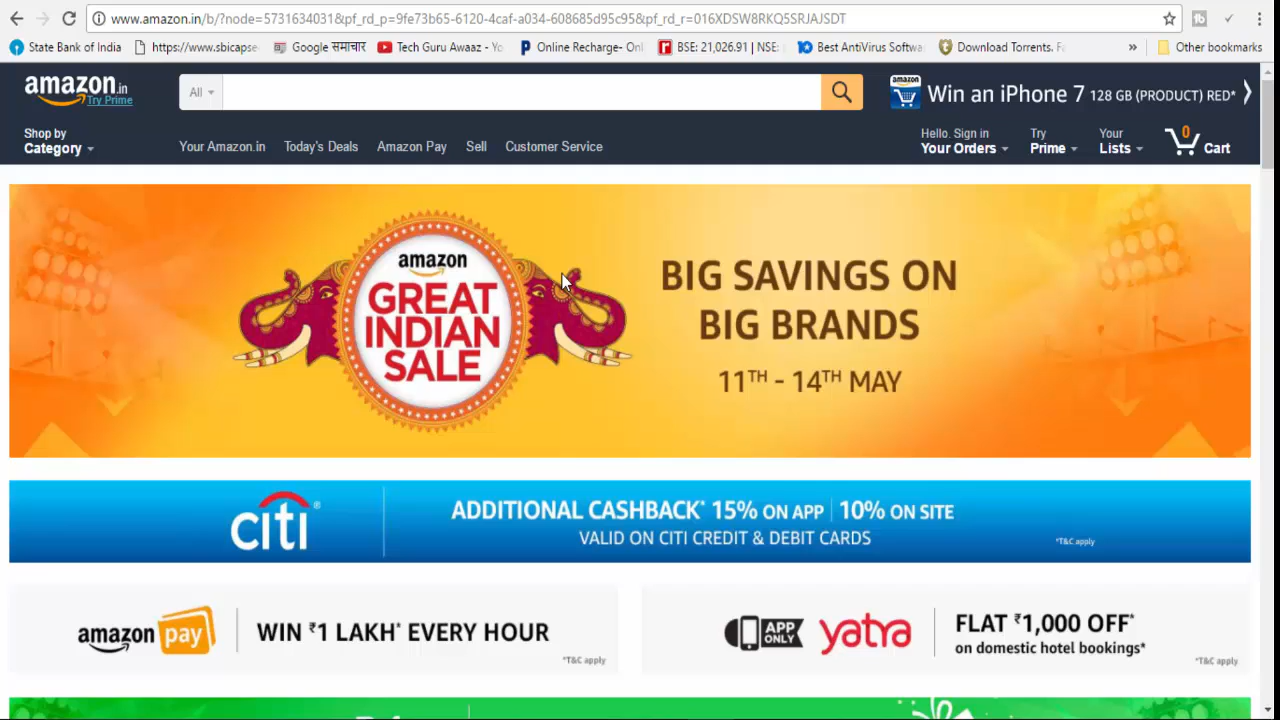 www.amazon.in/b/?node=5731634031&pf_rd_p=9fe73b65-6120-4caf-a034-608685d95c95&pf_rd_r=016XDSW8RKQ5SRJAJSDT
State Bank of India https://www.sbicapse Google समाचार Tech Guru Awaaz - Yo Online Recharge- Onl BSE: 21,026.91 | NSE: Best AntiVirus Softwa Download Torrents. Fa » Other bookmarks
amazon.in
Try Prime
All
amazon
Win an iPhone 7 128 GB (PRODUCT) RED*
Shop by
Category
Your Amazon.in Today's Deals Amazon Pay Sell Customer Service
Hello. Sign in
Your Orders
Try
Prime
Your
Lists
0
Cart
amazon
GREAT
INDIAN
SALE
BIG SAVINGS ON
BIG BRANDS
11TH - 14TH MAY
citi®
ADDITIONAL CASHBACK* 15% ON APP | 10% ON SITE
VALID ON CITI CREDIT & DEBIT CARDS
*T&C apply
amazon pay
WIN ₹1 LAKH* EVERY HOUR
*T&C apply
APP
ONLY
yatra
FLAT ₹1,000 OFF*
on domestic hotel bookings*
*T&C apply